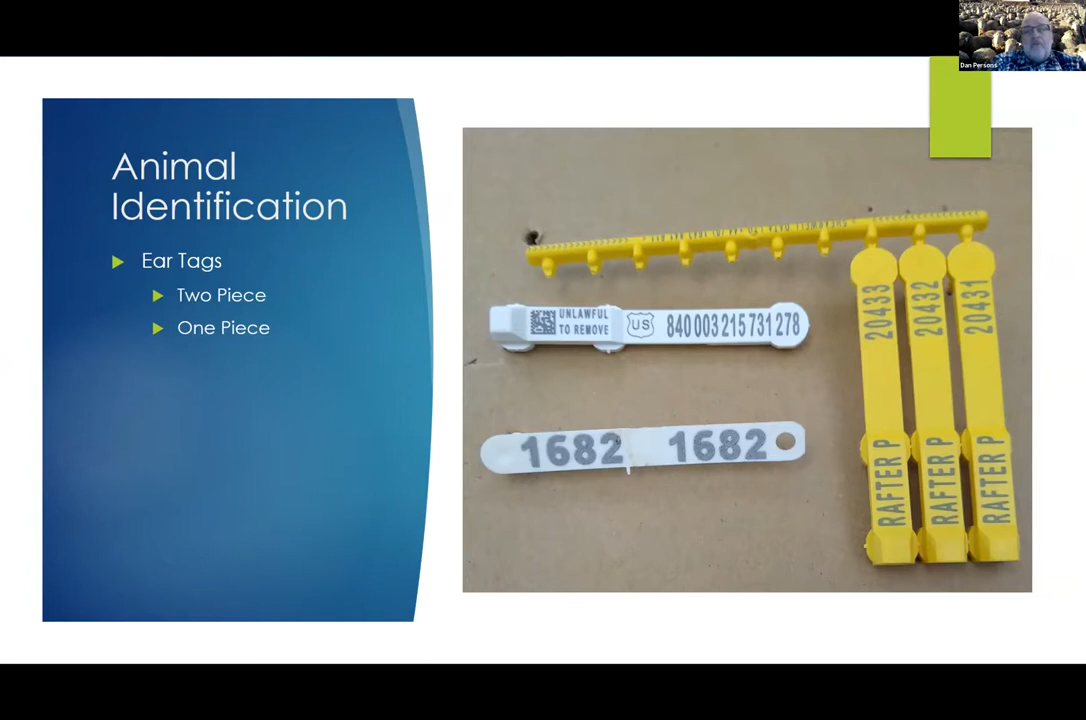 Dan Persons
Animal
Identification
Ear Tags
Two Piece
One Piece
UNLAWFUL
TO REMOVE
US
840 003 215 731 278
1682 1682
20433
20432
20431
RAFTER P
RAFTER P
RAFTER P